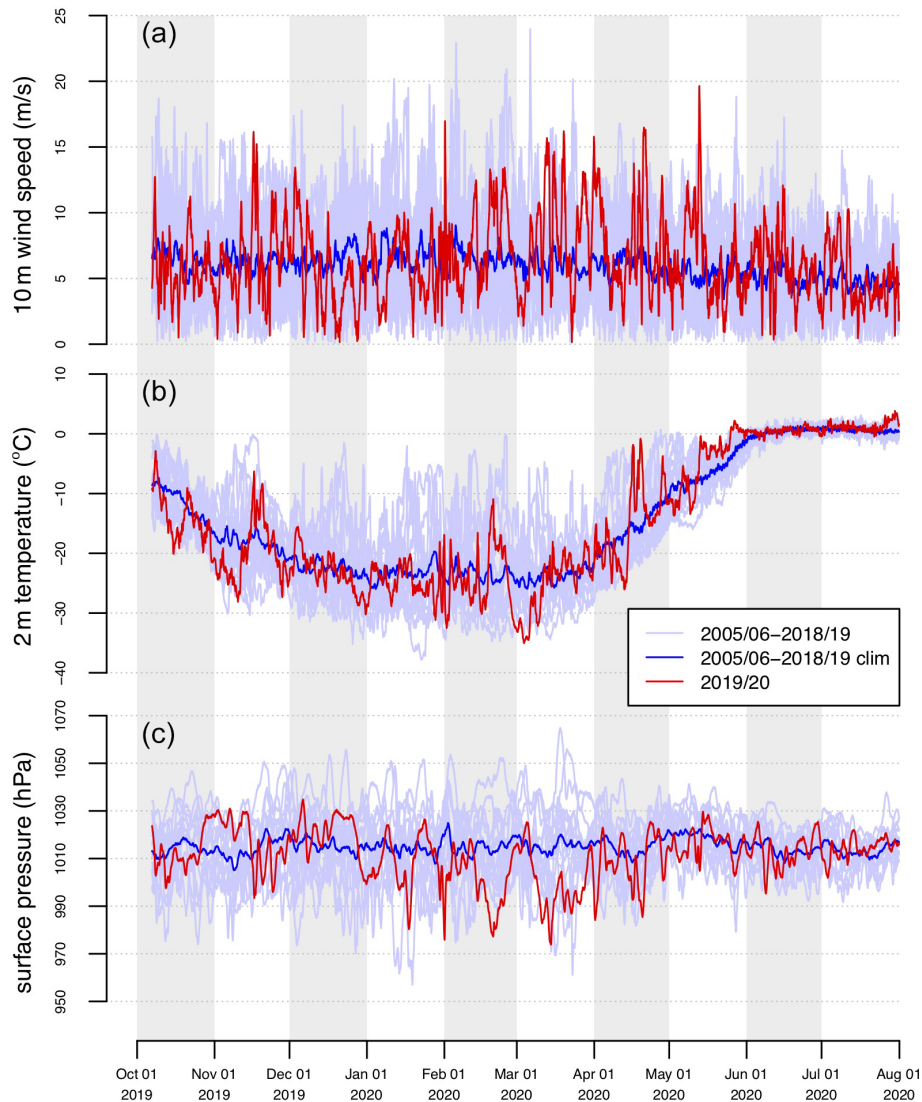 (a)
10 m wind speed (m/s)
25
20
15
10
5
0
(b)
2 m temperature (°C)
10
0
−10
−20
−30
−40
2005/06−2018/19
2005/06−2018/19 clim
2019/20
(c)
surface pressure (hPa)
1070
1050
1030
1010
990
970
950
Oct 01 Nov 01 Dec 01 Jan 01 Feb 01 Mar 01 Apr 01 May 01 Jun 01 Jul 01 Aug 01
2019 2019 2019 2020 2020 2020 2020 2020 2020 2020 2020